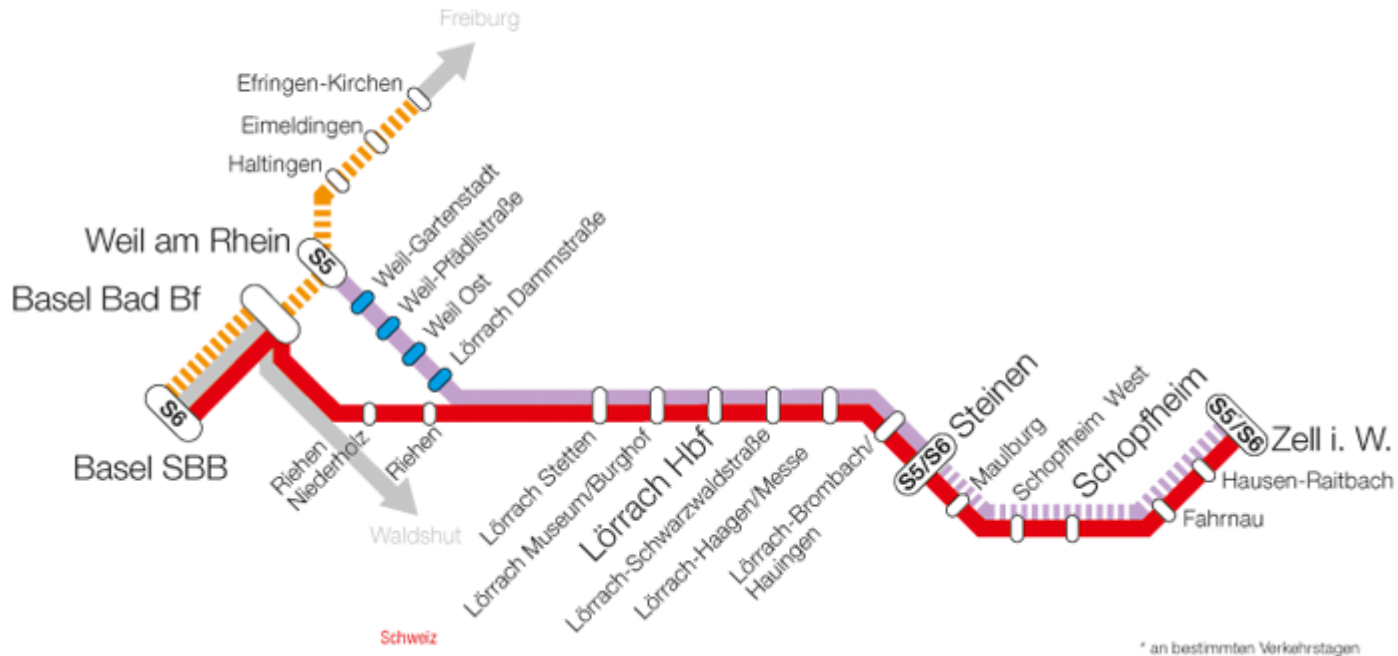 Freiburg
Efringen-Kirchen
Eimeldingen
Haltingen
Weil am Rhein
S5
Weil-Gartenstadt
Weil-Pfädlistraße
Weil Ost
Lörrach Dammstraße
Basel Bad Bf
S6
Basel SBB
Riehen
Niederholz
Riehen
Waldshut
Lörrach Stetten
Lörrach Museum/Burghof
Lörrach Hbf
Lörrach-Schwarzwaldstraße
Lörrach-Haagen/Messe
Lörrach-Brombach/
Hauingen
S5/S6
Steinen
Maulburg
Schopfheim West
Schopfheim
Fahrnau
Hausen-Raitbach
S5/S6
Zell i. W.
Schweiz
* an bestimmten Verkehrstagen